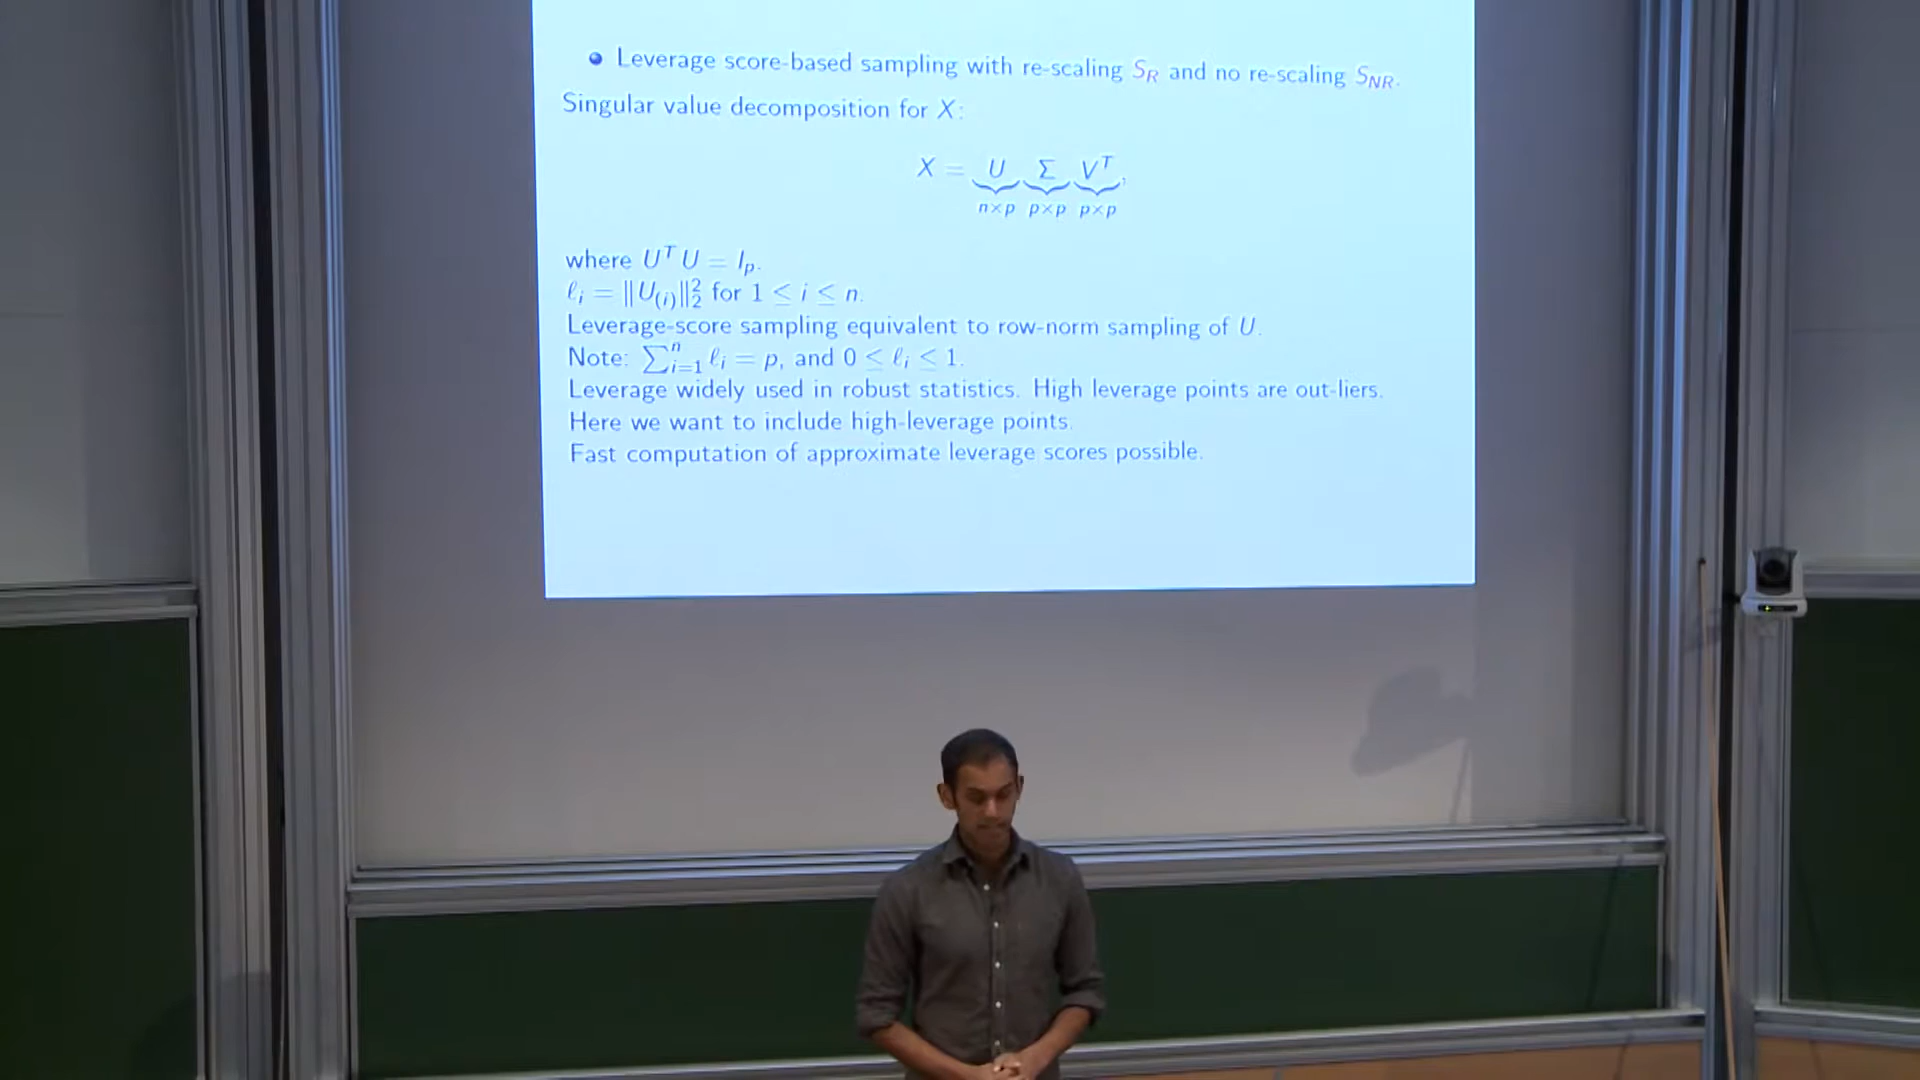 Leverage score-based sampling with re-scaling S_R and no re-scaling S_NR.
Singular value decomposition for X:
X = U Σ V^T,
n×p p×p p×p
where U^T U = I_p.
ℓ_i = ‖U_(i)‖_2^2 for 1 ≤ i ≤ n.
Leverage-score sampling equivalent to row-norm sampling of U.
Note: ∑_{i=1}^n ℓ_i = p, and 0 ≤ ℓ_i ≤ 1.
Leverage widely used in robust statistics. High leverage points are out-liers.
Here we want to include high-leverage points.
Fast computation of approximate leverage scores possible.